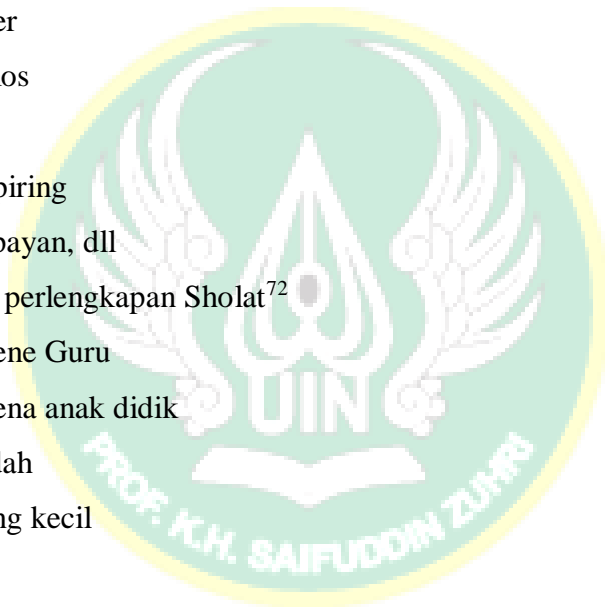 er
os
piring
bayan, dll
perlengkapan Sholat72
ene Guru
ena anak didik
lah
ng kecil
UIN
PROF. K.H. SAIFUDDIN ZUHRI